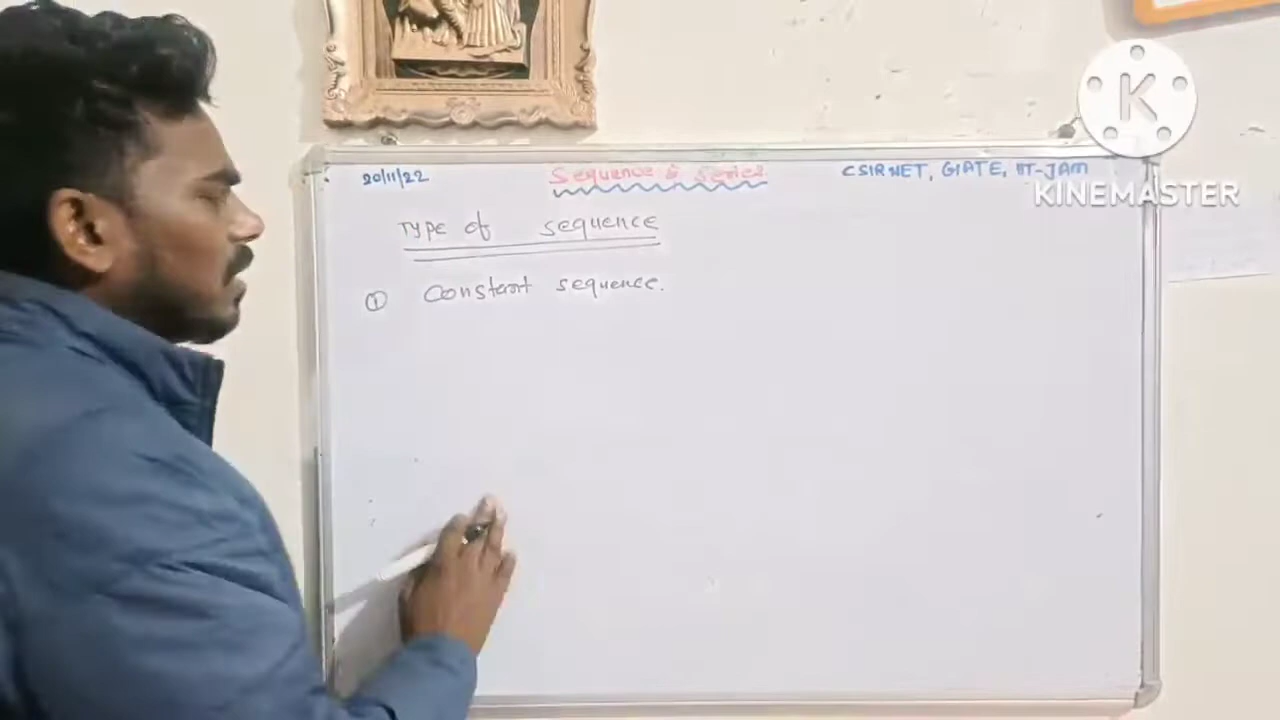 20/11/22 Sequence & Series CSIR NET, GATE, IIT-JAM
KINEMASTER
Type of sequence
① Constant sequence.